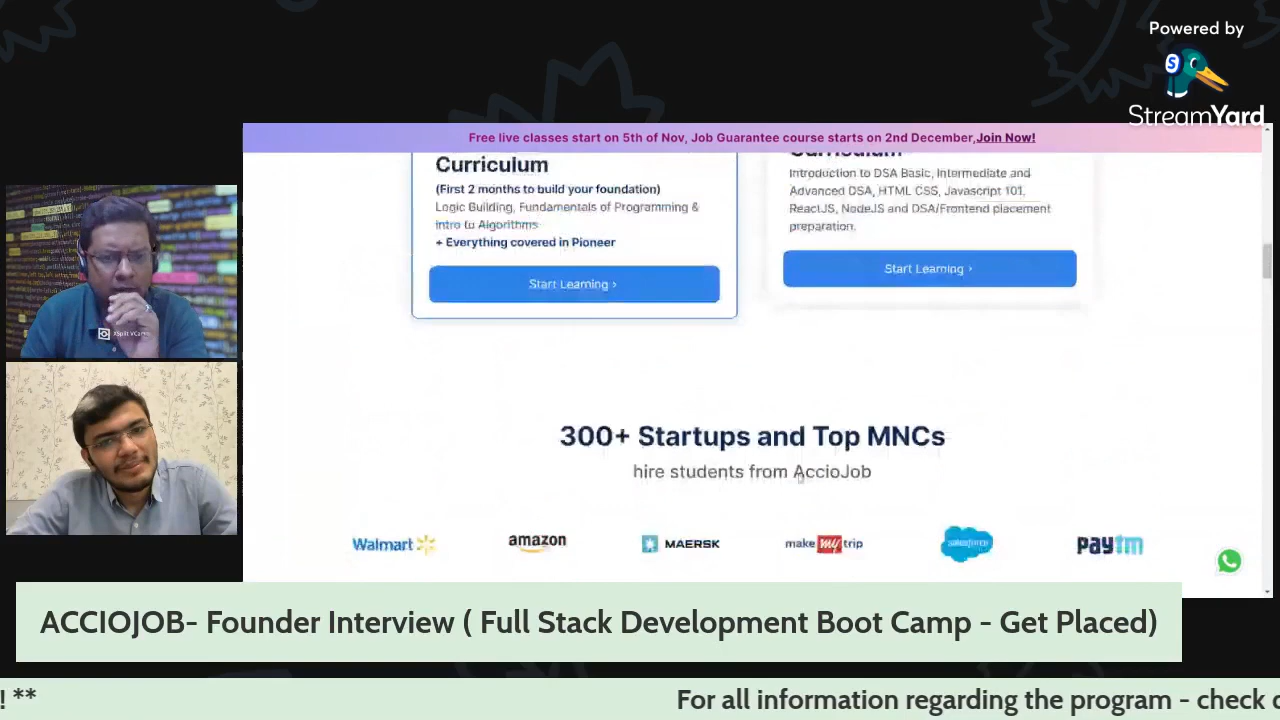 Powered by
StreamYard
Free live classes start on 5th of Nov, Job Guarantee course starts on 2nd December,Join Now!
Curriculum
(First 2 months to build your foundation)
Logic Building, Fundamentals of Programming &
Intro to Algorithms
+ Everything covered in Pioneer
Start Learning ›
Curriculum
Introduction to DSA Basic, Intermediate and
Advanced DSA, HTML CSS, Javascript 101,
ReactJS, NodeJS and DSA/Frontend placement
preparation.
Start Learning ›
300+ Startups and Top MNCs
hire students from AccioJob
Walmart
amazon
MAERSK
make my trip
salesforce
paytm
XSplit VCam
ACCIOJOB- Founder Interview ( Full Stack Development Boot Camp - Get Placed)
! **
For all information regarding the program - check